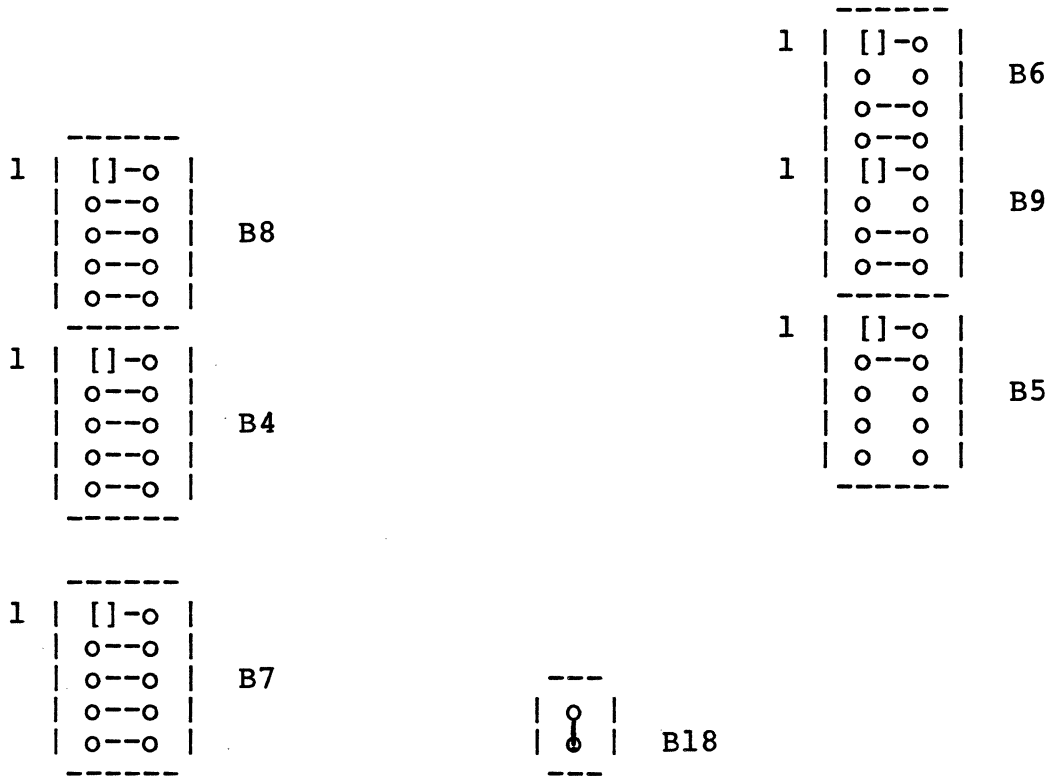 ------
                                       1 | []-o |
                                         | o  o |   B6
                                         | o--o |
   ------                                | o--o |
1 | []-o |                             1 | []-o |
  | o--o |                               | o  o |   B9
  | o--o |   B8                          | o--o |
  | o--o |                               | o--o |
  | o--o |                                ------
   ------                              1 | []-o |
1 | []-o |                               | o--o |
  | o--o |                               | o  o |   B5
  | o--o |   B4                          | o  o |
  | o--o |                               | o  o |
  | o--o |                                ------
   ------
   ------
1 | []-o |
  | o--o |
  | o--o |   B7             ---
  | o--o |                 | o |
  | o--o |                 | o |   B18
   ------                   ---